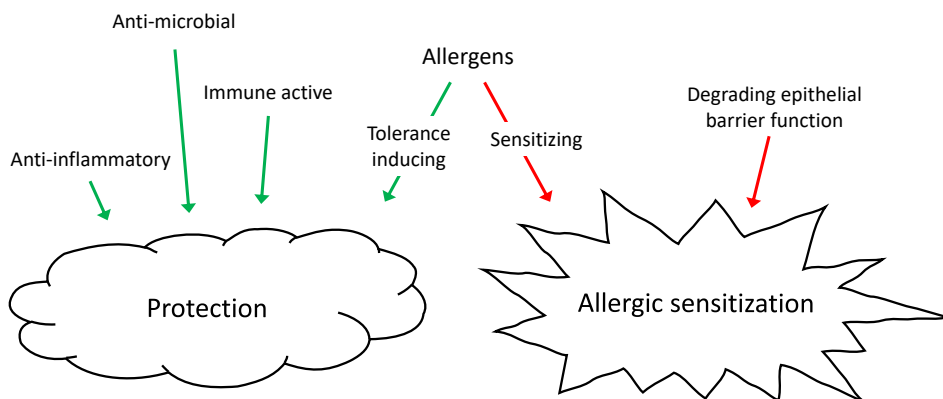 Anti-microbial
Allergens
Immune active
Degrading epithelial
barrier function
Tolerance
inducing
Sensitizing
Anti-inflammatory
Protection
Allergic sensitization